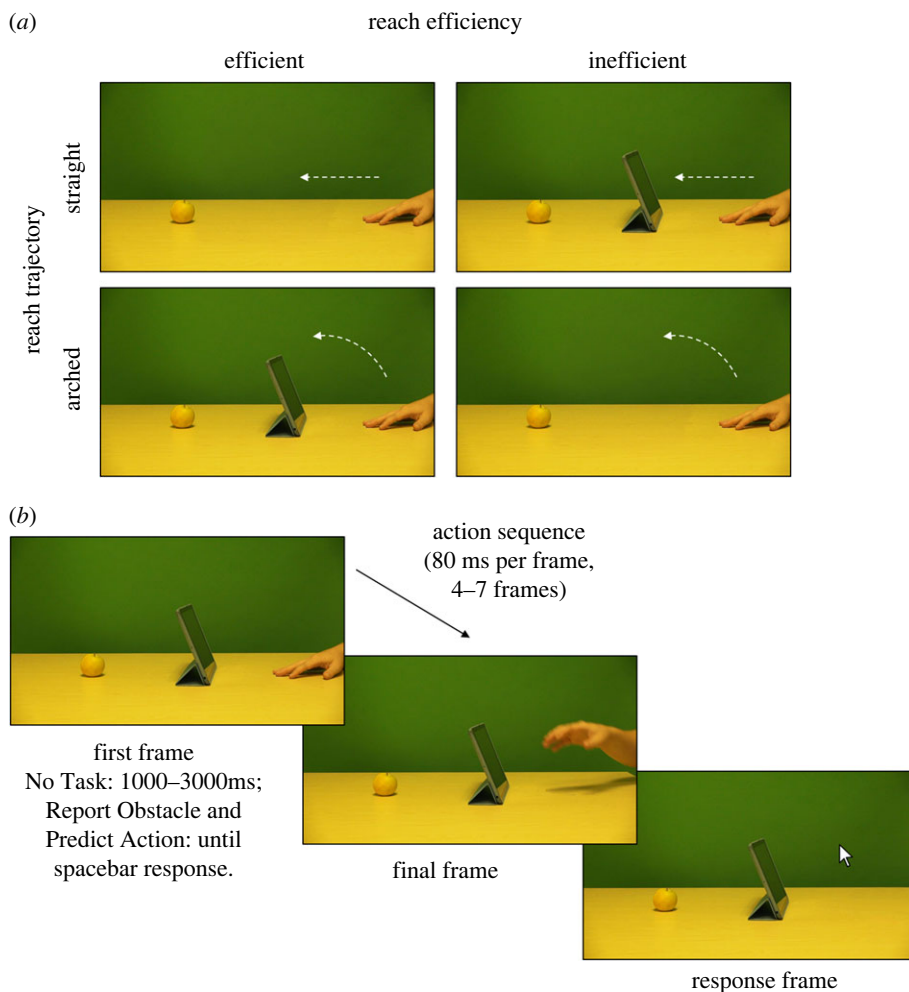 (a)
reach efficiency
efficient
inefficient
reach trajectory
straight
arched
(b)
action sequence
(80 ms per frame,
4–7 frames)
first frame
No Task: 1000–3000ms;
Report Obstacle and
Predict Action: until
spacebar response.
final frame
response frame